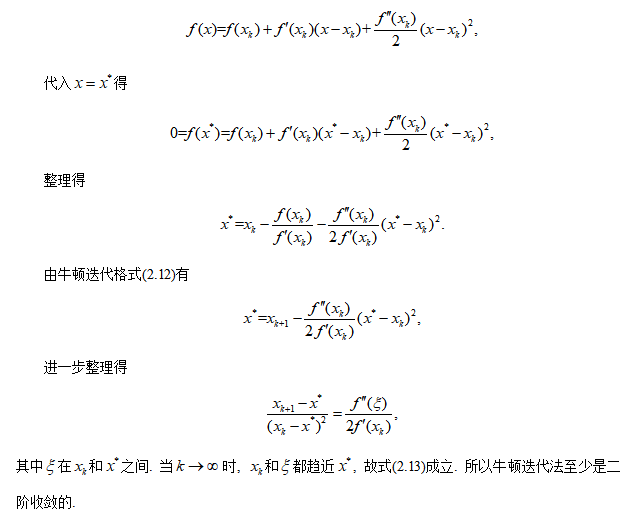 f(x)=f(x_k)+f′(x_k)(x−x_k)+\frac{f″(x_k)}{2}(x−x_k)^2,
代入 x=x^* 得
0=f(x^*)=f(x_k)+f′(x_k)(x^*−x_k)+\frac{f″(x_k)}{2}(x^*−x_k)^2,
整理得
x^*=x_k−\frac{f(x_k)}{f′(x_k)}−\frac{f″(x_k)}{2f′(x_k)}(x^*−x_k)^2.
由牛顿迭代格式(2.12)有
x^*=x_{k+1}−\frac{f″(x_k)}{2f′(x_k)}(x^*−x_k)^2,
进一步整理得
\frac{x_{k+1}−x^*}{(x_k−x^*)^2}=\frac{f″(ξ)}{2f′(x_k)},
其中 ξ 在 x_k 和 x^* 之间. 当 k→∞ 时, x_k 和 ξ 都趋近 x^*, 故式(2.13)成立. 所以牛顿迭代法至少是二
阶收敛的.